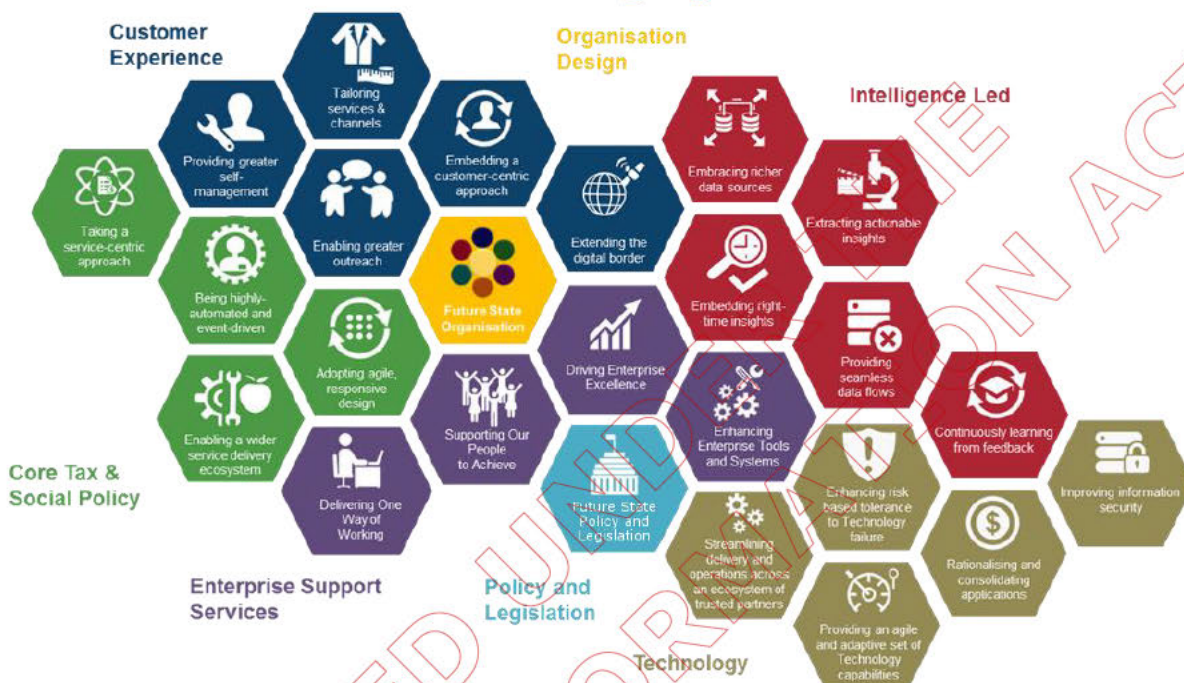 Customer
Experience
Organisation
Design
Intelligence Led
Tailoring
services &
channels
Providing greater
self-
management
Embedding a
customer-centric
approach
Embracing richer
data sources
Extracting actionable
insights
Taking a
service-centric
approach
Enabling greater
outreach
Extending the
digital border
Being highly-
automated and
event-driven
Future State
Organisation
Embedding right-
time insights
Adopting agile,
responsive
design
Driving Enterprise
Excellence
Providing
seamless
data flows
Enabling a wider
service delivery
ecosystem
Supporting Our
People
to Achieve
Enhancing
Enterprise Tools
and Systems
Continuously learning
from feedback
Core Tax &
Social Policy
Delivering One
Way of
Working
Future State
Policy and
Legislation
Enhancing risk
based tolerance
to Technology
failure
Improving information
security
Streamlining
delivery and
operations across
an ecosystem of
trusted partners
$
Rationalising and
consolidating
applications
Enterprise Support
Services
Policy and
Legislation
Providing an agile
and adaptive set of
Technology
capabilities
Technology
UNDER THE
INFORMATION ACT